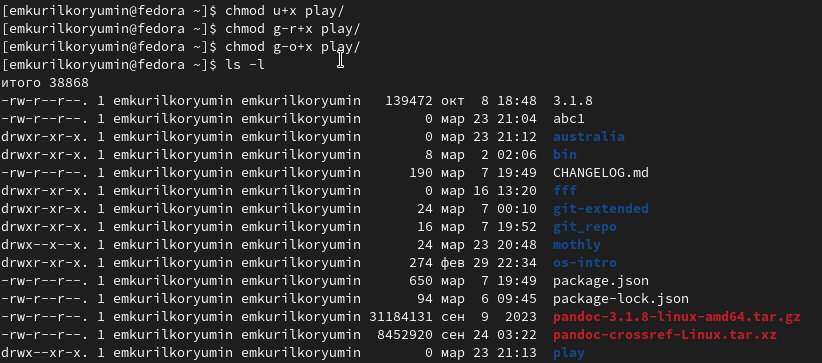 [emkurilkoryumin@fedora ~]$ chmod u+x play/
[emkurilkoryumin@fedora ~]$ chmod g-r+x play/
[emkurilkoryumin@fedora ~]$ chmod g-o+x play/
[emkurilkoryumin@fedora ~]$ ls -l
итого 38868
-rw-r--r--. 1 emkurilkoryumin emkurilkoryumin   139472 окт  8 18:48 3.1.8
-rw-r--r--. 1 emkurilkoryumin emkurilkoryumin        0 мар 23 21:04 abc1
drwxr-xr-x. 1 emkurilkoryumin emkurilkoryumin        0 мар 23 21:12 australia
drwxr-xr-x. 1 emkurilkoryumin emkurilkoryumin        8 мар  2 02:06 bin
-rw-r--r--. 1 emkurilkoryumin emkurilkoryumin      190 мар  7 19:49 CHANGELOG.md
drwxr-xr-x. 1 emkurilkoryumin emkurilkoryumin        0 мар 16 13:20 fff
drwxr-xr-x. 1 emkurilkoryumin emkurilkoryumin       24 мар  7 00:10 git-extended
drwxr-xr-x. 1 emkurilkoryumin emkurilkoryumin       16 мар  7 19:52 git_repo
drwx--x--x. 1 emkurilkoryumin emkurilkoryumin       24 мар 23 20:48 mothly
drwxr-xr-x. 1 emkurilkoryumin emkurilkoryumin      274 фев 29 22:34 os-intro
-rw-r--r--. 1 emkurilkoryumin emkurilkoryumin      650 мар  7 19:49 package.json
-rw-r--r--. 1 emkurilkoryumin emkurilkoryumin       94 мар  6 09:45 package-lock.json
-rw-r--r--. 1 emkurilkoryumin emkurilkoryumin 31184131 сен  9  2023 pandoc-3.1.8-linux-amd64.tar.gz
-rw-r--r--. 1 emkurilkoryumin emkurilkoryumin  8452920 сен 24 03:22 pandoc-crossref-Linux.tar.xz
drwx--x--x. 1 emkurilkoryumin emkurilkoryumin        0 мар 23 21:13 play